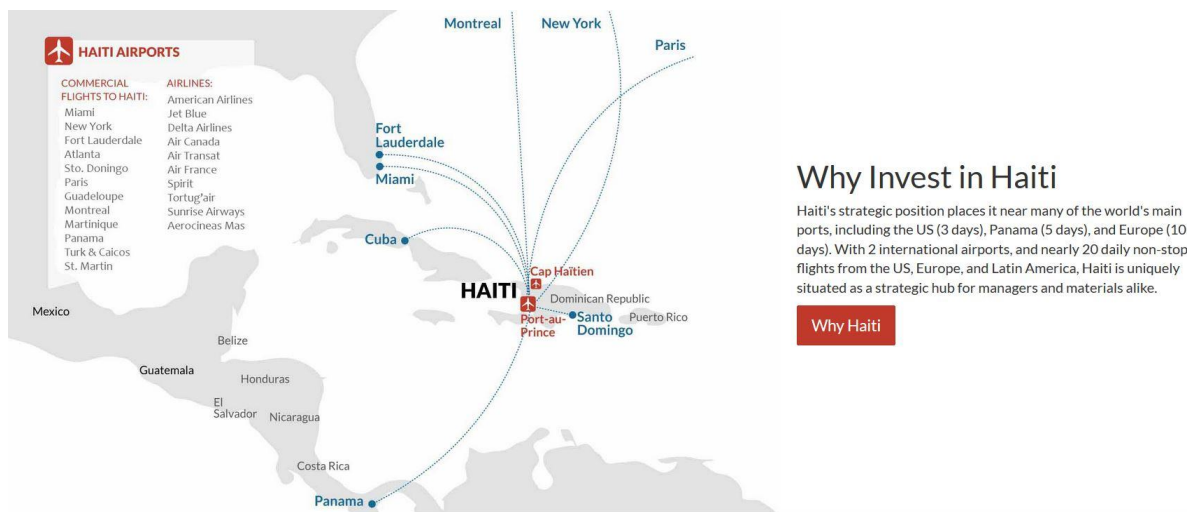 HAITI AIRPORTS
COMMERCIAL
FLIGHTS TO HAITI:
Miami
New York
Fort Lauderdale
Atlanta
Sto. Doningo
Paris
Guadeloupe
Montreal
Martinique
Panama
Turk & Caicos
St. Martin
AIRLINES:
American Airlines
Jet Blue
Delta Airlines
Air Canada
Air Transat
Air France
Spirit
Tortug'air
Sunrise Airways
Aerocineas Mas
Montreal
New York
Paris
Fort
Lauderdale
Miami
Cuba
Cap Haïtien
HAITI
Dominican Republic
Port-au-
Prince
Santo
Domingo
Puerto Rico
Mexico
Belize
Guatemala
Honduras
El
Salvador
Nicaragua
Costa Rica
Panama
Why Invest in Haiti
Haiti's strategic position places it near many of the world's main
ports, including the US (3 days), Panama (5 days), and Europe (10
days). With 2 international airports, and nearly 20 daily non-stop
flights from the US, Europe, and Latin America, Haiti is uniquely
situated as a strategic hub for managers and materials alike.
Why Haiti